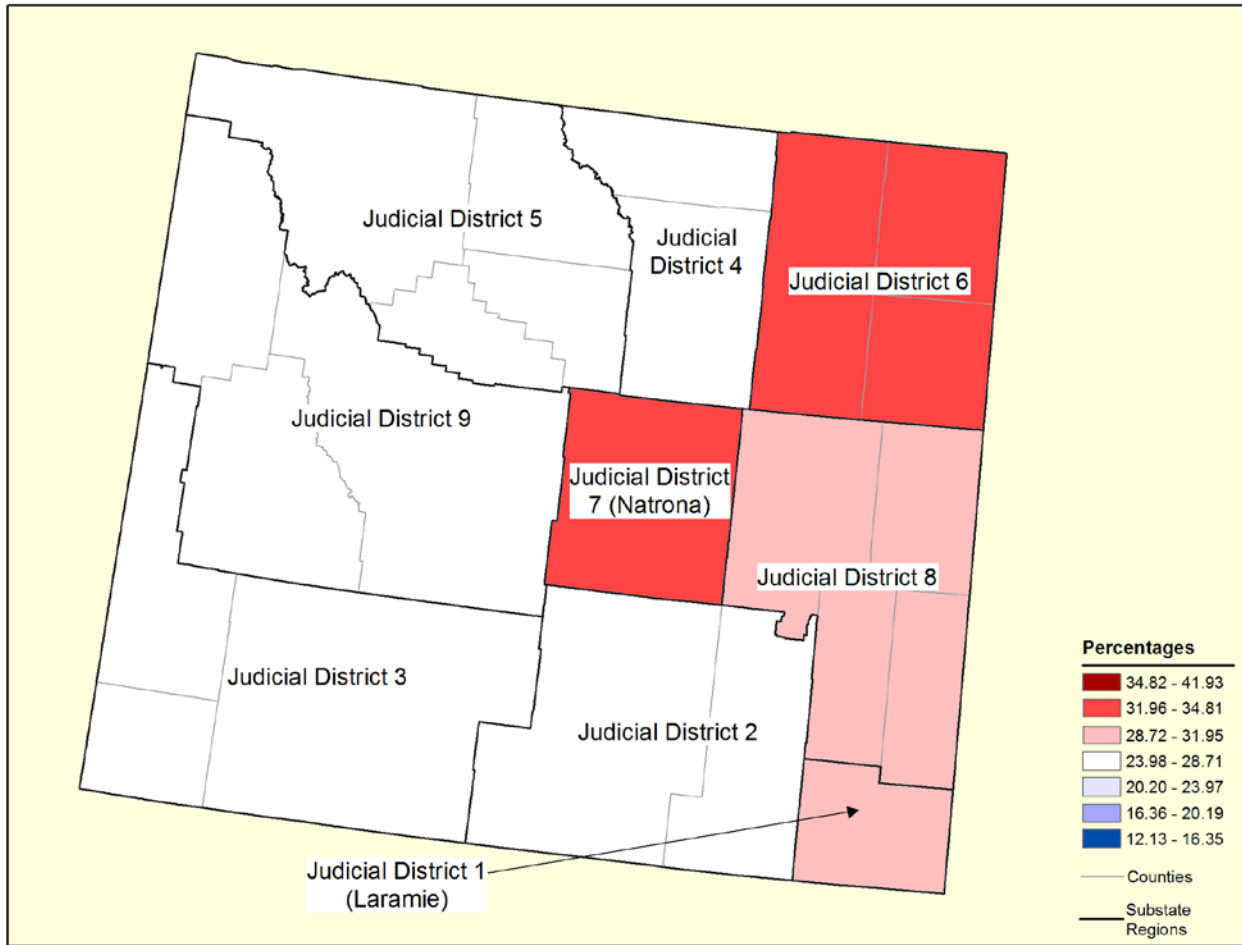 Judicial District 5
Judicial
District 4
Judicial District 6
Judicial District 9
Judicial District
7 (Natrona)
Judicial District 8
Judicial District 3
Judicial District 2
Judicial District 1
(Laramie)
Percentages
34.82 - 41.93
31.96 - 34.81
28.72 - 31.95
23.98 - 28.71
20.20 - 23.97
16.36 - 20.19
12.13 - 16.35
Counties
Substate
Regions